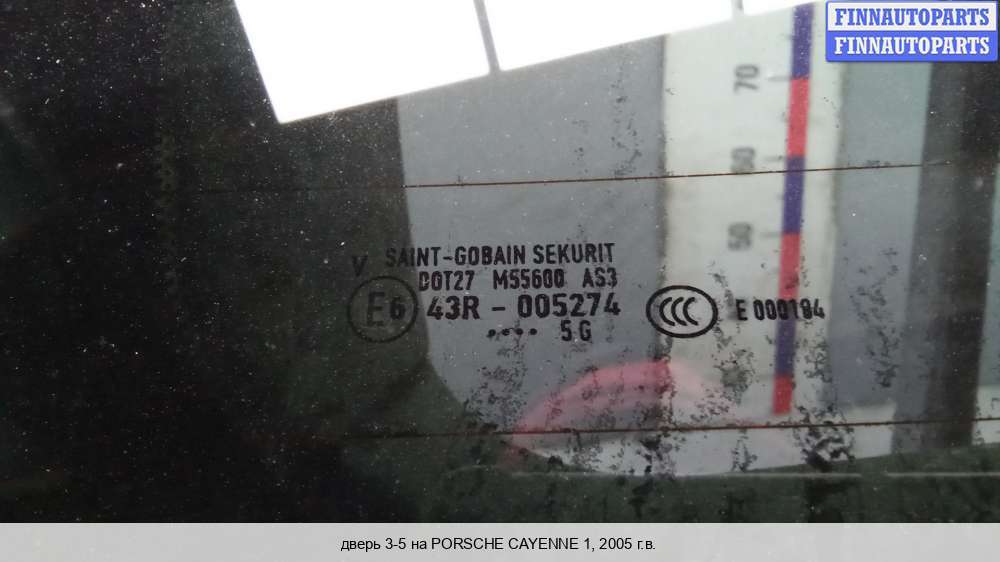 FINNAUTOPARTS
FINNAUTOPARTS
70
60
50
SAINT-GOBAIN SEKURIT
V
DOT27 M55600 AS3
E6 43R - 005274
CCC E 000184
.... 5G
дверь 3-5 на PORSCHE CAYENNE 1, 2005 г.в.